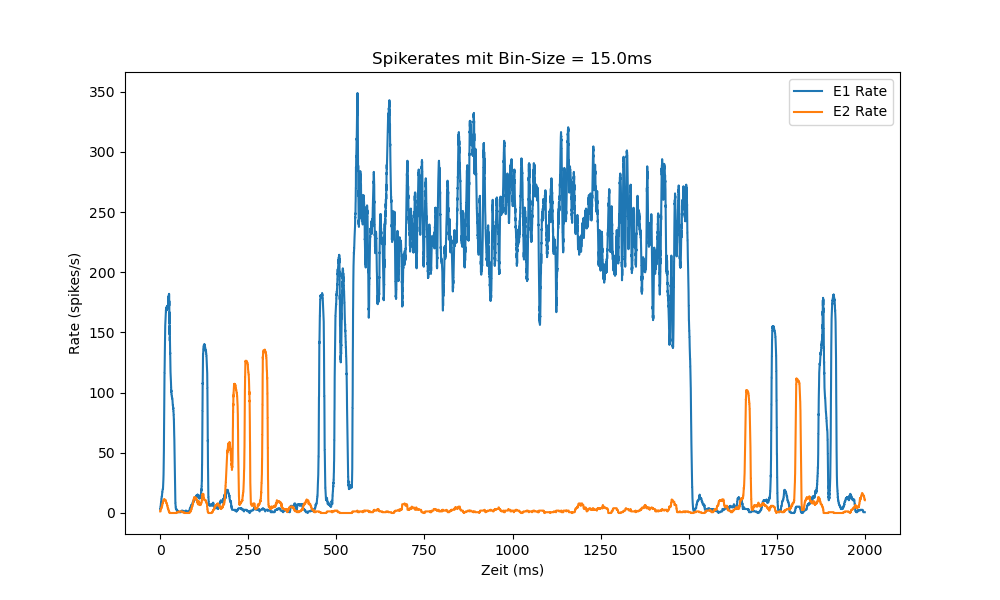 Spikerates mit Bin-Size = 15.0ms
E1 Rate
E2 Rate
350
300
250
200
150
100
50
0
Rate (spikes/s)
0 250 500 750 1000 1250 1500 1750 2000
Zeit (ms)